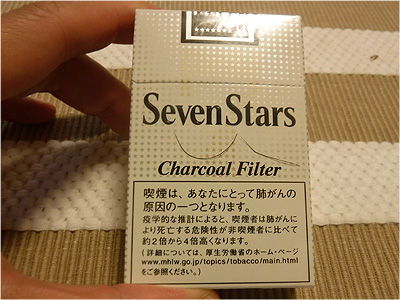 SevenStars
Charcoal Filter
喫煙は、あなたにとって肺がんの
原因の一つとなります。
疫学的な推計によると、喫煙者は肺がんに
より死亡する危険性が非喫煙者に比べて
約2倍から4倍高くなります。
(詳細については、厚生労働省のホーム・ページ
www.mhlw.go.jp/topics/tobacco/main.html
をご参照ください。)